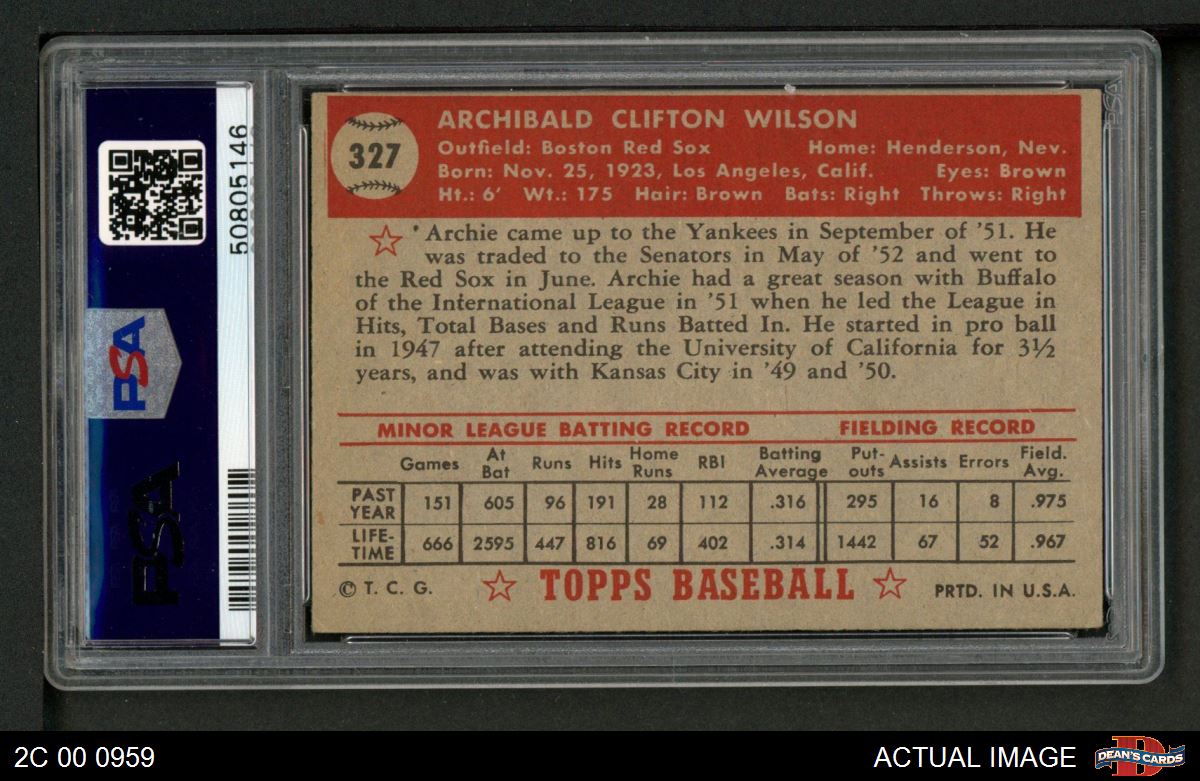 50805146
PSA
PSA
327
ARCHIBALD CLIFTON WILSON
Outfield: Boston Red Sox Home: Henderson, Nev.
Born: Nov. 25, 1923, Los Angeles, Calif. Eyes: Brown
Ht.: 6' Wt.: 175 Hair: Brown Bats: Right Throws: Right
Archie came up to the Yankees in September of '51. He
was traded to the Senators in May of '52 and went to
the Red Sox in June. Archie had a great season with Buffalo
of the International League in '51 when he led the League in
Hits, Total Bases and Runs Batted In. He started in pro ball
in 1947 after attending the University of California for 3½
years, and was with Kansas City in '49 and '50.
MINOR LEAGUE BATTING RECORD FIELDING RECORD
Games At Bat Runs Hits Home Runs RBI Batting Average Put-outs Assists Errors Field. Avg.
PAST YEAR 151 605 96 191 28 112 .316 295 16 8 .975
LIFE-TIME 666 2595 447 816 69 402 .314 1442 67 52 .967
© T. C. G. TOPPS BASEBALL PRTD. IN U.S.A.
2C 00 0959 ACTUAL IMAGE DEAN'S CARDS